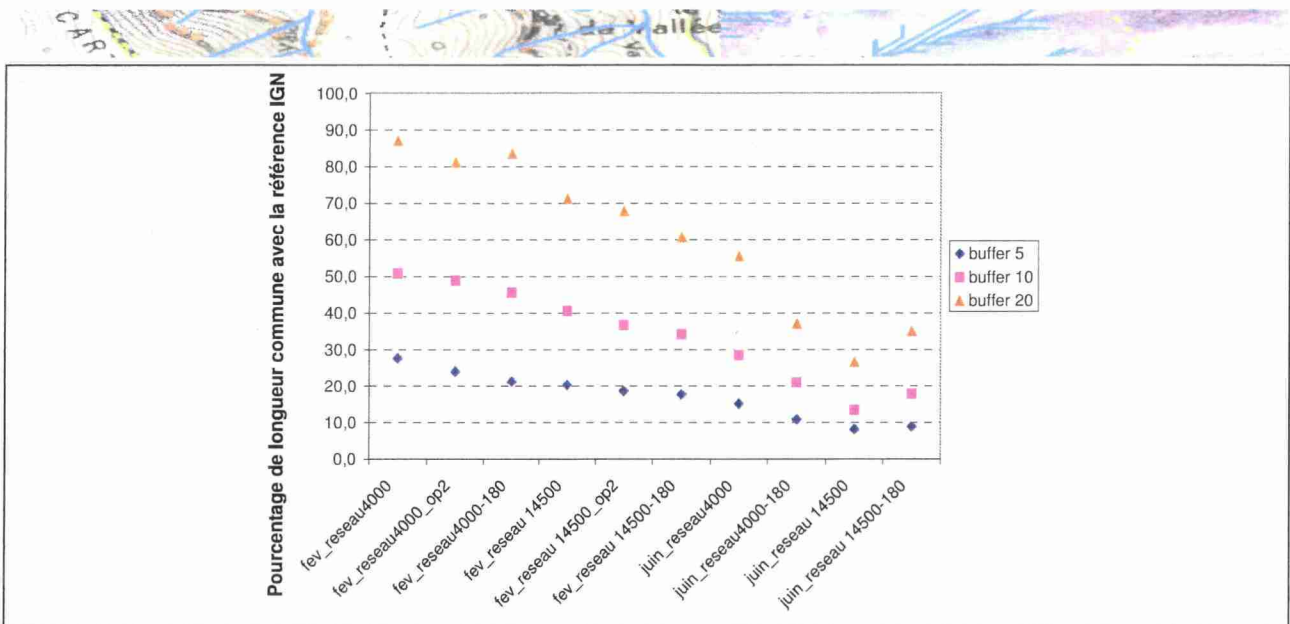 CAR
la Vallée
Pourcentage de longueur commune avec la référence IGN
100,0
90,0
80,0
70,0
60,0
50,0
40,0
30,0
20,0
10,0
0,0
fev_reseau4000
fev_reseau4000_op2
fev_reseau4000-180
fev_reseau 14500
fev_reseau 14500_op2
fev_reseau 14500-180
juin_reseau4000
juin_reseau4000-180
juin_reseau 14500
juin_reseau 14500-180
buffer 5
buffer 10
buffer 20